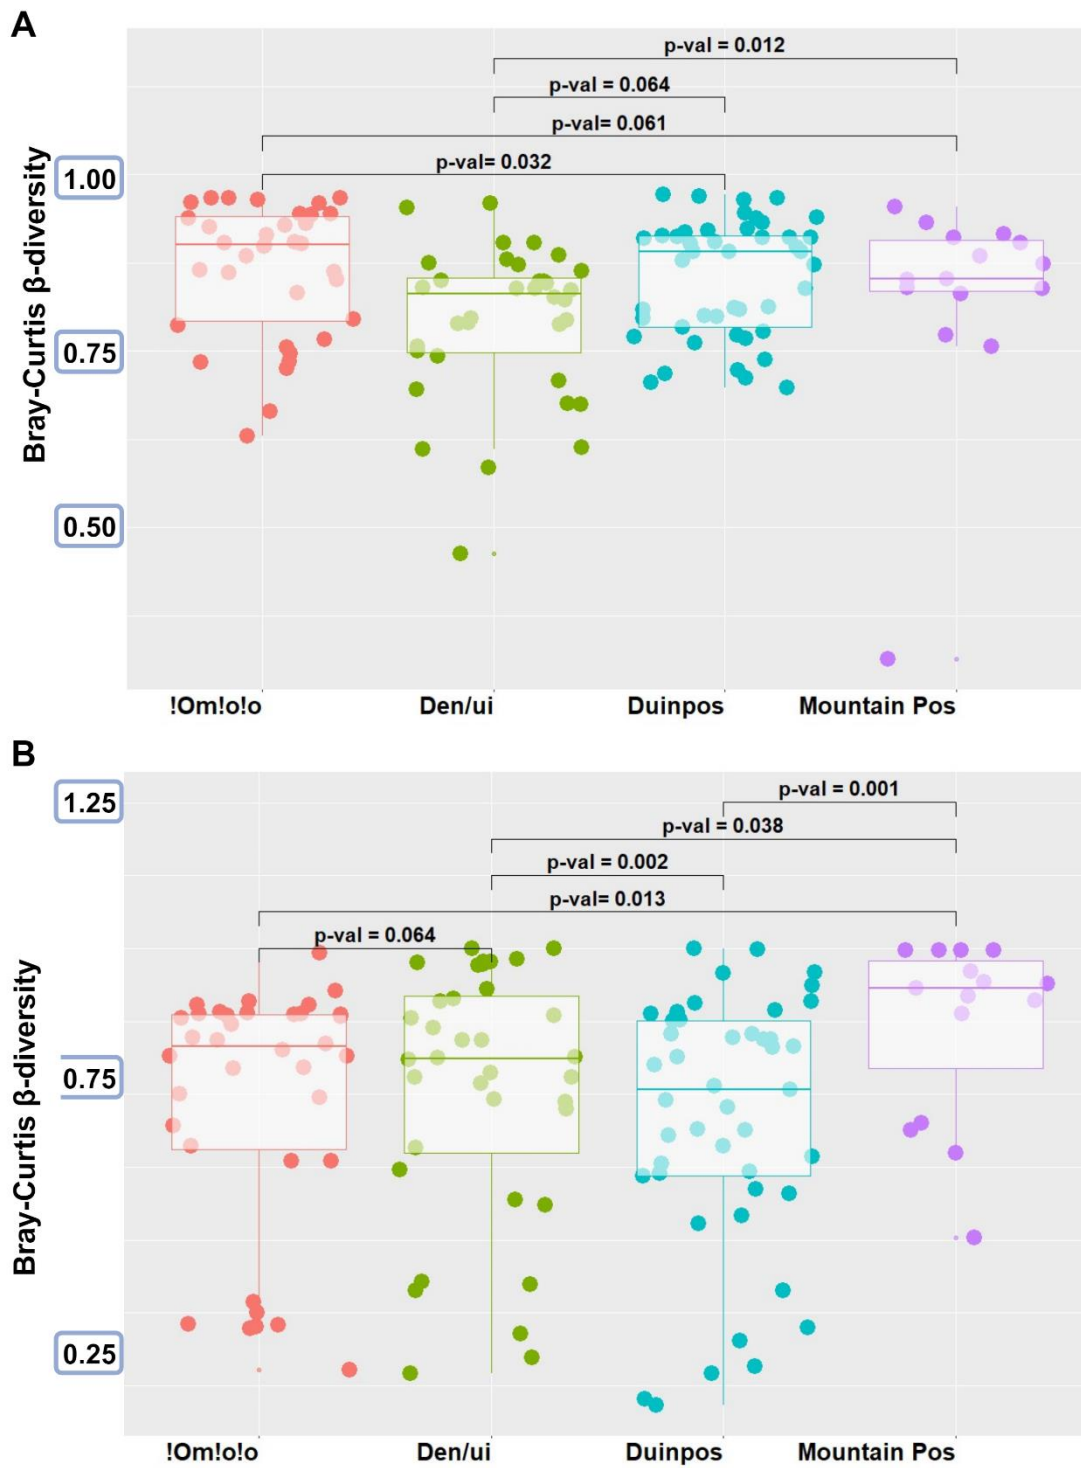 A
p-val = 0.012
p-val = 0.064
p-val= 0.061
p-val= 0.032
Bray-Curtis β-diversity
1.00
0.75
0.50
!Om!o!o Den/ui Duinpos Mountain Pos
B
1.25
p-val = 0.001
p-val = 0.038
p-val = 0.002
p-val= 0.013
p-val = 0.064
Bray-Curtis β-diversity
0.75
0.25
!Om!o!o Den/ui Duinpos Mountain Pos